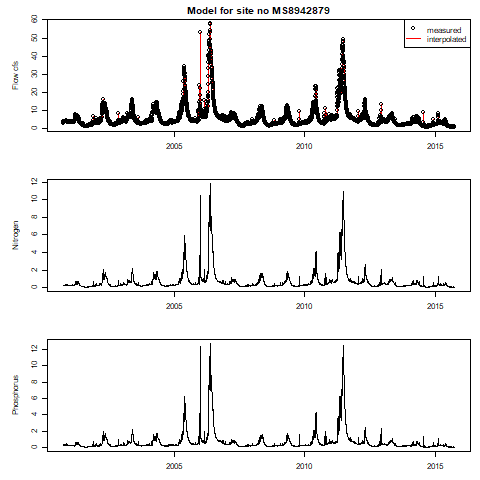 Model for site no MS8942879
measured
interpolated
Flow cfs
0 10 20 30 40 50 60
2005 2010 2015
Nitrogen
0 2 4 6 8 10 12
2005 2010 2015
Phosphorus
0 2 4 6 8 10 12
2005 2010 2015